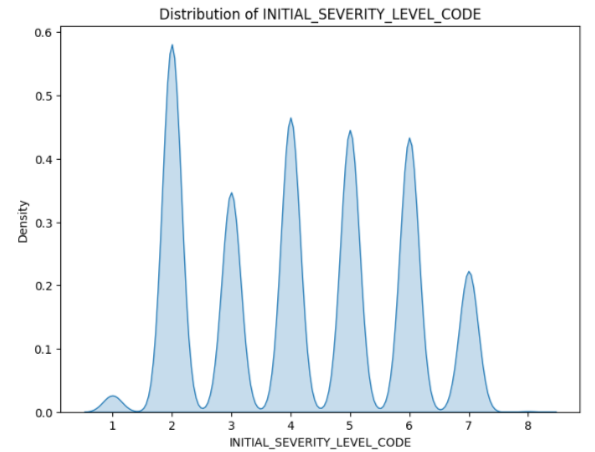 Distribution of INITIAL_SEVERITY_LEVEL_CODE
0.6
0.5
0.4
0.3
0.2
0.1
0.0
Density
1 2 3 4 5 6 7 8
INITIAL_SEVERITY_LEVEL_CODE